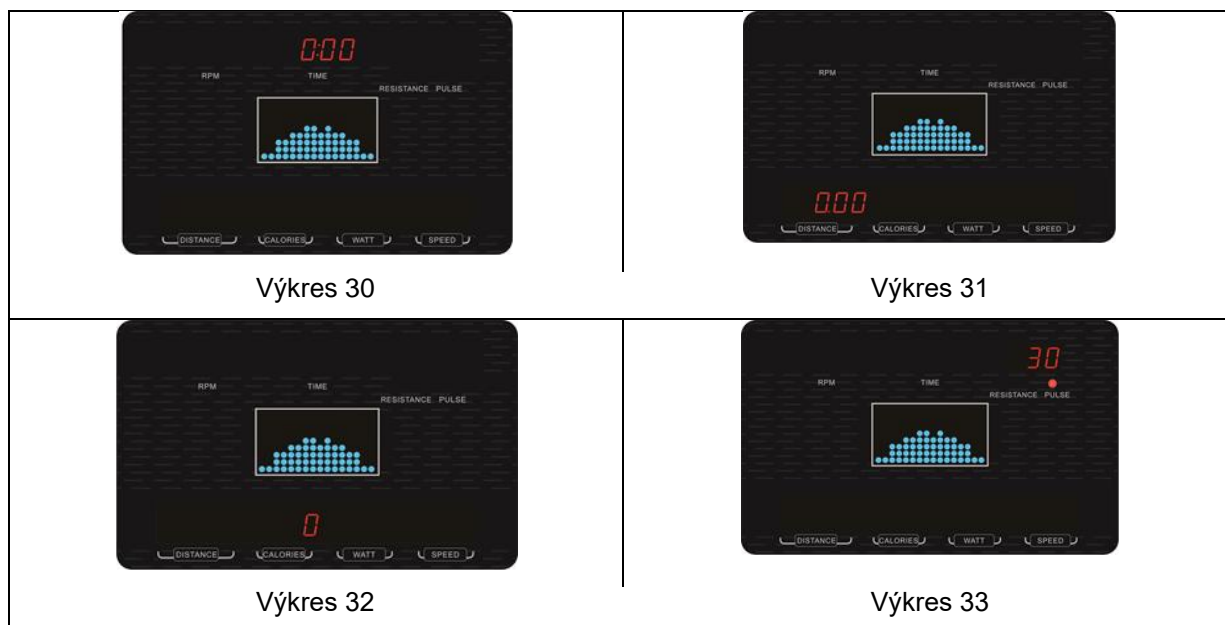 0:00
RPM TIME
RESISTANCE PULSE
DISTANCE CALORIES WATT SPEED
Výkres 30
RPM TIME
RESISTANCE PULSE
0.00
DISTANCE CALORIES WATT SPEED
Výkres 31
RPM TIME
RESISTANCE PULSE
0
DISTANCE CALORIES WATT SPEED
Výkres 32
30
RPM TIME
RESISTANCE PULSE
DISTANCE CALORIES WATT SPEED
Výkres 33